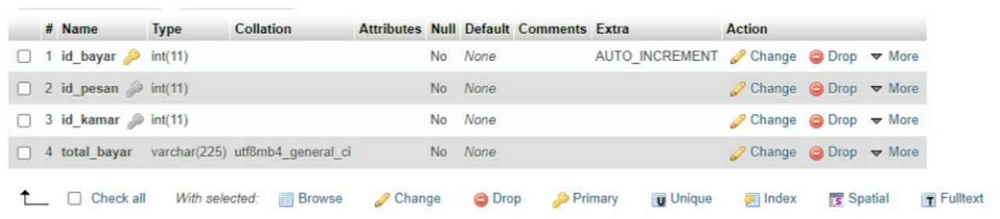 # Name Type Collation Attributes Null Default Comments Extra Action
1 id_bayar int(11) No None AUTO_INCREMENT Change Drop More
2 id_pesan int(11) No None Change Drop More
3 id_kamar int(11) No None Change Drop More
4 total_bayar varchar(225) utf8mb4_general_ci No None Change Drop More
Check all With selected: Browse Change Drop Primary Unique Index Spatial Fulltext